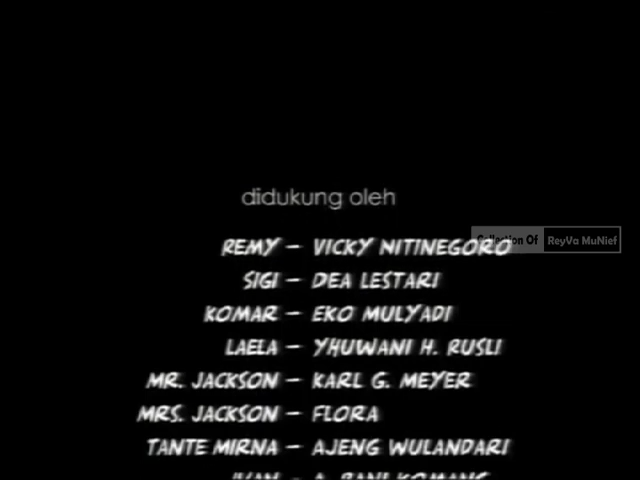 didukung oleh
Collection Of ReyVa MuNief
REMY – VICKY NITINEGORO
SIGI – DEA LESTARI
KOMAR – EKO MULYADI
LAELA – YHUWANI H. RUSLI
MR. JACKSON – KARL G. MEYER
MRS. JACKSON – FLORA
TANTE MIRNA – AJENG WULANDARI